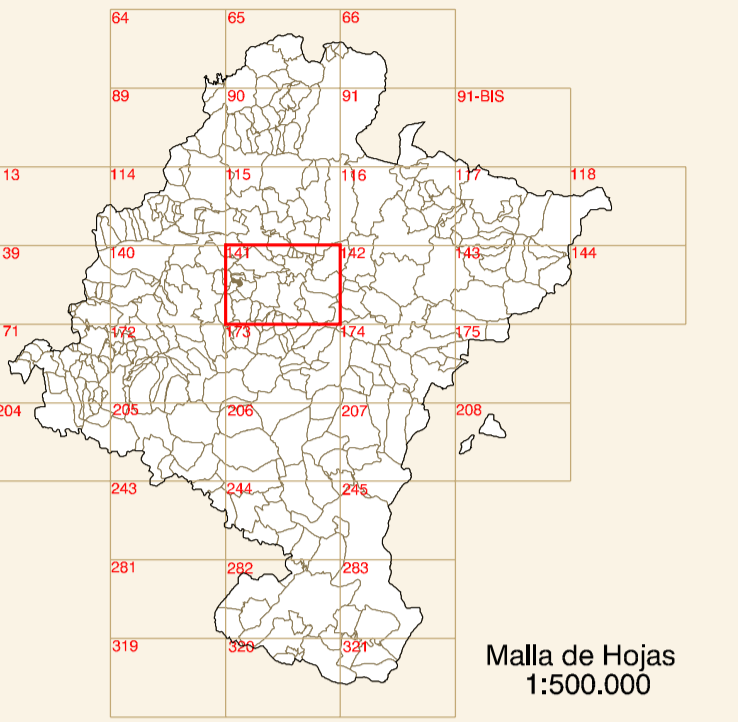 64 65 66
89 90 91 91-BIS
13 114 115 116 117 118
39 140 141 142 143 144
71 172 173 174 175
204 205 206 207 208
243 244 245
281 282 283
319 320 321
Malla de Hojas
1:500.000